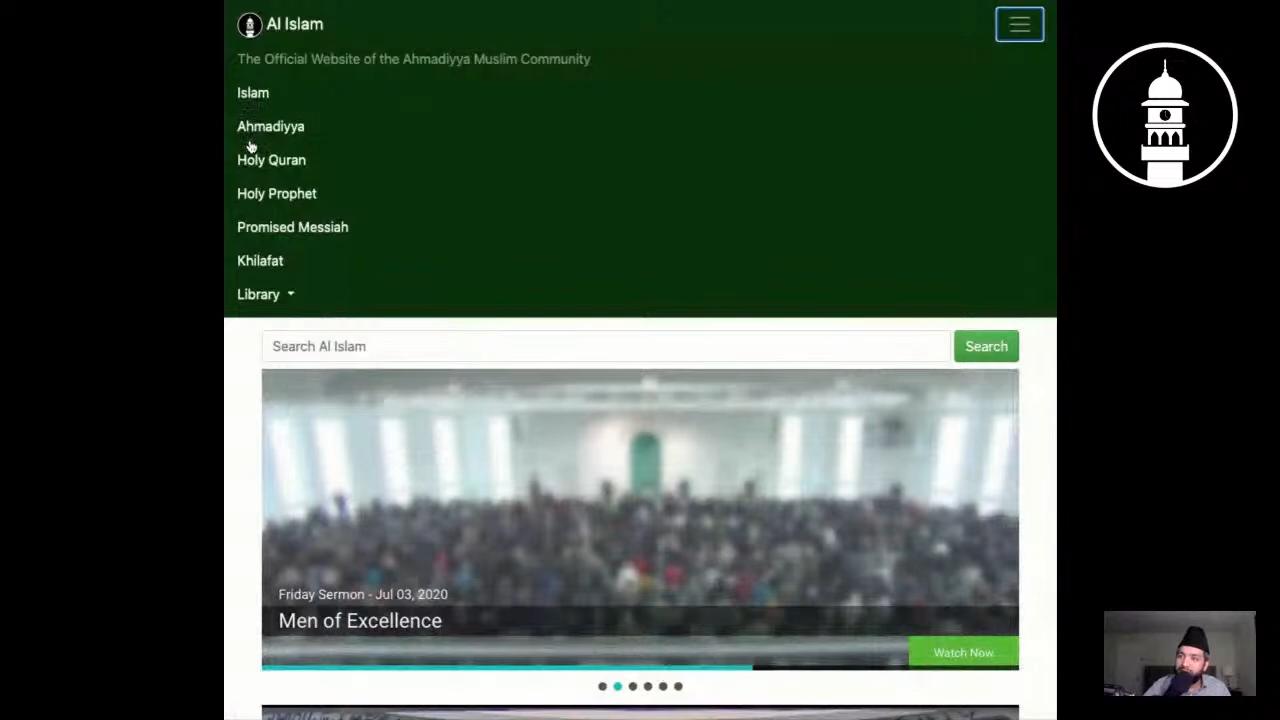 Al Islam
The Official Website of the Ahmadiyya Muslim Community
Islam
Ahmadiyya
Holy Quran
Holy Prophet
Promised Messiah
Khilafat
Library
Search Al Islam
Search
Friday Sermon - Jul 03, 2020
Men of Excellence
Watch Now